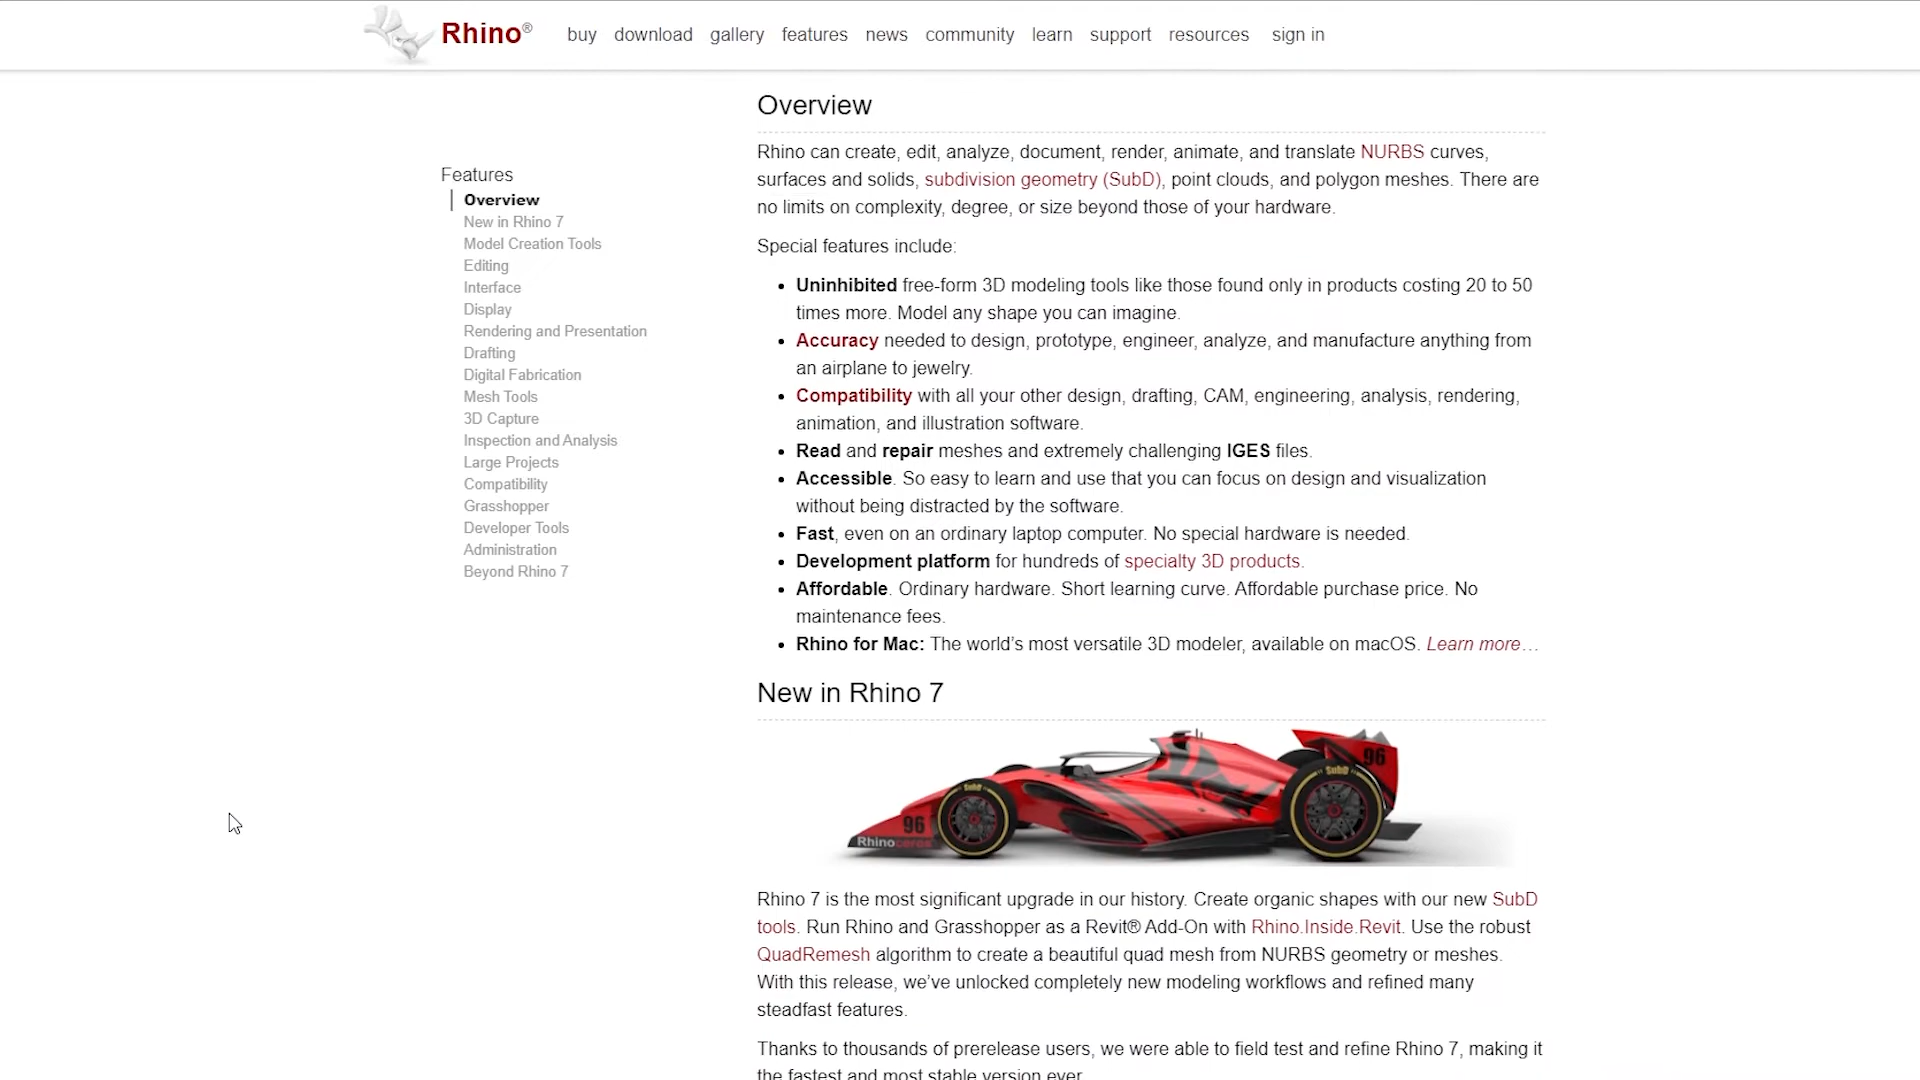 Rhino®
buy download gallery features news community learn support resources sign in
Features
Overview
New in Rhino 7
Model Creation Tools
Editing
Interface
Display
Rendering and Presentation
Drafting
Digital Fabrication
Mesh Tools
3D Capture
Inspection and Analysis
Large Projects
Compatibility
Grasshopper
Developer Tools
Administration
Beyond Rhino 7
Overview
Rhino can create, edit, analyze, document, render, animate, and translate NURBS curves,
surfaces and solids, subdivision geometry (SubD), point clouds, and polygon meshes. There are
no limits on complexity, degree, or size beyond those of your hardware.
Special features include:
• Uninhibited free-form 3D modeling tools like those found only in products costing 20 to 50
times more. Model any shape you can imagine.
• Accuracy needed to design, prototype, engineer, analyze, and manufacture anything from
an airplane to jewelry.
• Compatibility with all your other design, drafting, CAM, engineering, analysis, rendering,
animation, and illustration software.
• Read and repair meshes and extremely challenging IGES files.
• Accessible. So easy to learn and use that you can focus on design and visualization
without being distracted by the software.
• Fast, even on an ordinary laptop computer. No special hardware is needed.
• Development platform for hundreds of specialty 3D products.
• Affordable. Ordinary hardware. Short learning curve. Affordable purchase price. No
maintenance fees.
• Rhino for Mac: The world’s most versatile 3D modeler, available on macOS. Learn more…
New in Rhino 7
96
SubD
SubD
96
Rhinoceros
Rhino 7 is the most significant upgrade in our history. Create organic shapes with our new SubD
tools. Run Rhino and Grasshopper as a Revit® Add-On with Rhino.Inside.Revit. Use the robust
QuadRemesh algorithm to create a beautiful quad mesh from NURBS geometry or meshes.
With this release, we’ve unlocked completely new modeling workflows and refined many
steadfast features.
Thanks to thousands of prerelease users, we were able to field test and refine Rhino 7, making it
the fastest and most stable version ever.